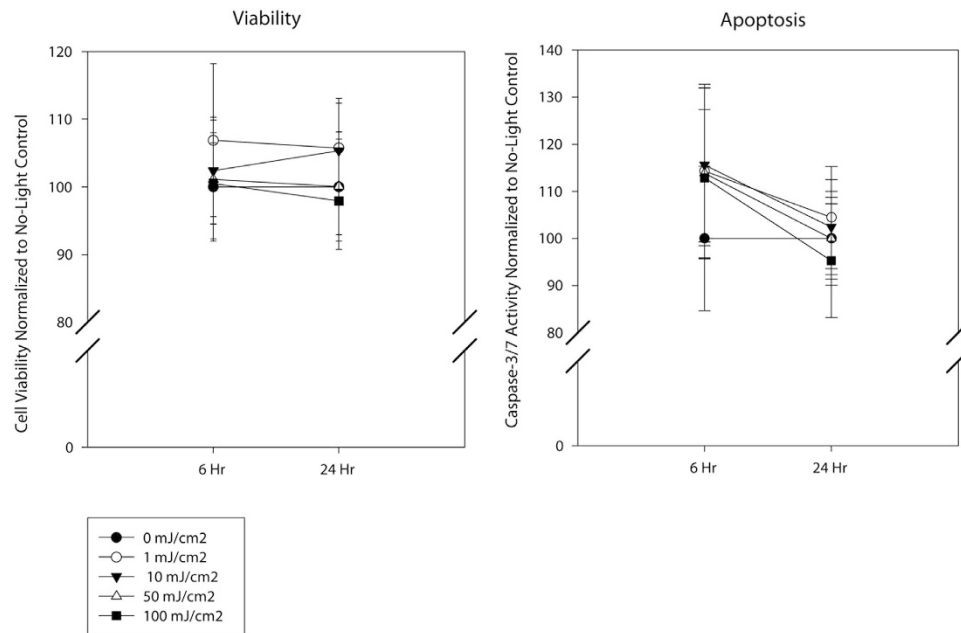 Viability
Cell Viability Normalized to No-Light Control
120
110
100
90
80
0
6 Hr
24 Hr
Apoptosis
Caspase-3/7 Activity Normalized to No-Light Control
140
130
120
110
100
90
80
0
6 Hr
24 Hr
0 mJ/cm2
1 mJ/cm2
10 mJ/cm2
50 mJ/cm2
100 mJ/cm2